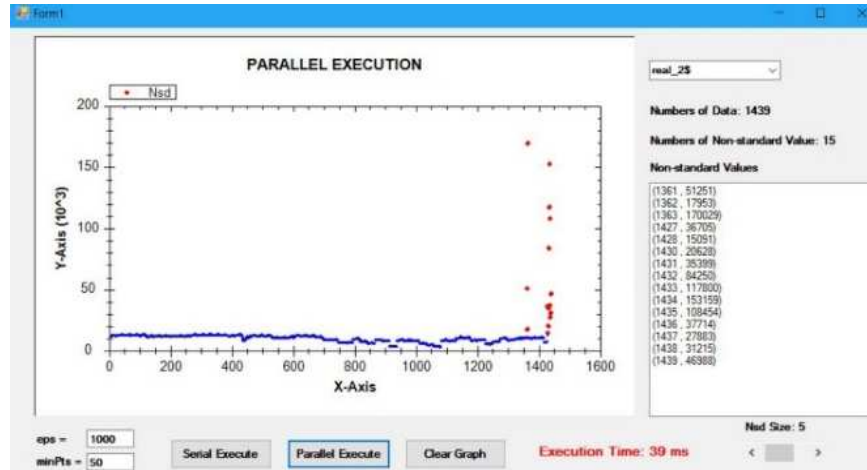 Form1
PARALLEL EXECUTION
Nsd
200
150
100
50
0
Y-Axis (10^3)
0 200 400 600 800 1000 1200 1400 1600
X-Axis
real_2$
Numbers of Data: 1439
Numbers of Non-standard Value: 15
Non-standard Values
(1361 , 51251)
(1362 , 17953)
(1363 , 170029)
(1427 , 36705)
(1428 , 15091)
(1430 , 20628)
(1431 , 35399)
(1432 , 84250)
(1433 , 117800)
(1434 , 153159)
(1435 , 108454)
(1436 , 37714)
(1437 , 27883)
(1438 , 31215)
(1439 , 46988)
eps = 1000
minPts = 50
Serial Execute
Parallel Execute
Clear Graph
Execution Time: 39 ms
Nsd Size: 5